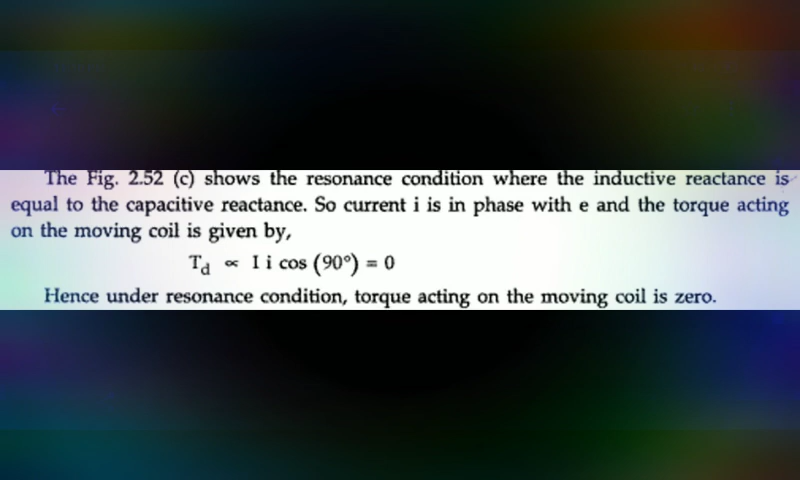 The Fig. 2.52 (c) shows the resonance condition where the inductive reactance is
equal to the capacitive reactance. So current i is in phase with e and the torque acting
on the moving coil is given by,
T_d ∝ I i cos (90°) = 0
Hence under resonance condition, torque acting on the moving coil is zero.